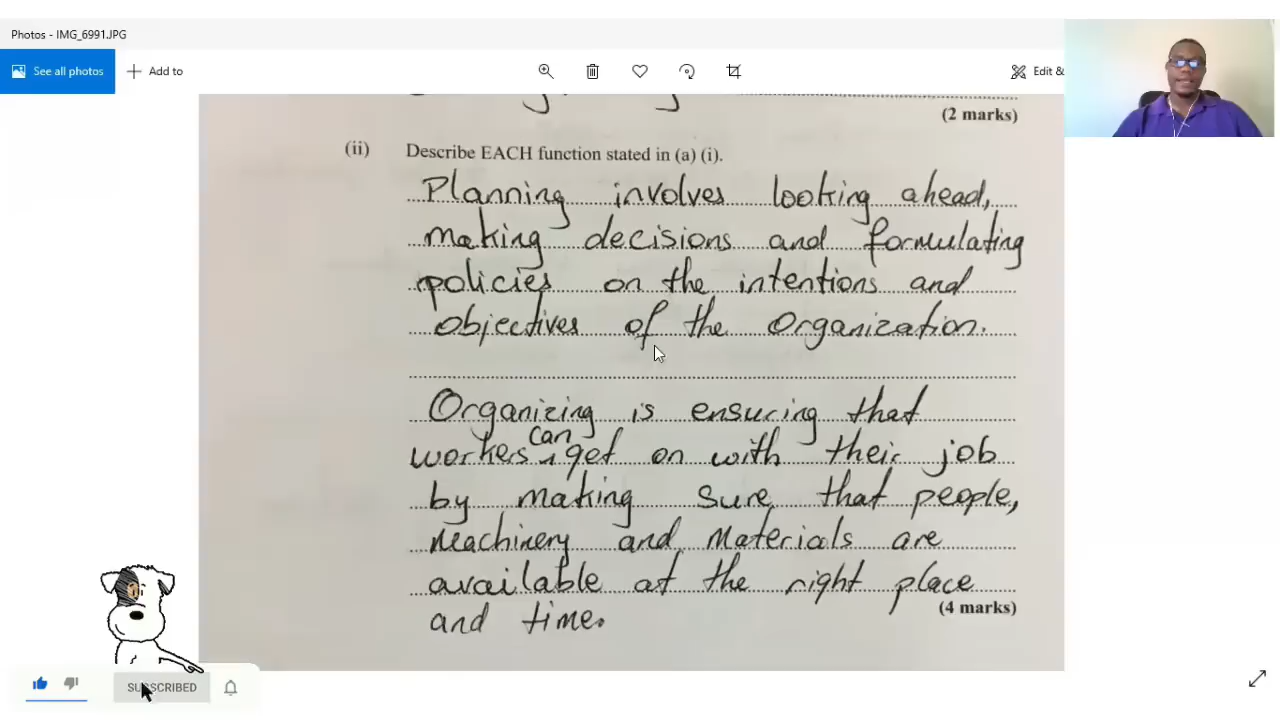 Photos - IMG_6991.JPG
See all photos
Add to
Edit &
(2 marks)
(ii) Describe EACH function stated in (a) (i).
Planning involves looking ahead,
making decisions and formulating
policies on the intentions and
objectives of the Organization.
Organizing is ensuring that
workers can get on with their job
by making sure that people,
machinery and materials are
available at the right place
(4 marks)
and time.
SUBSCRIBED